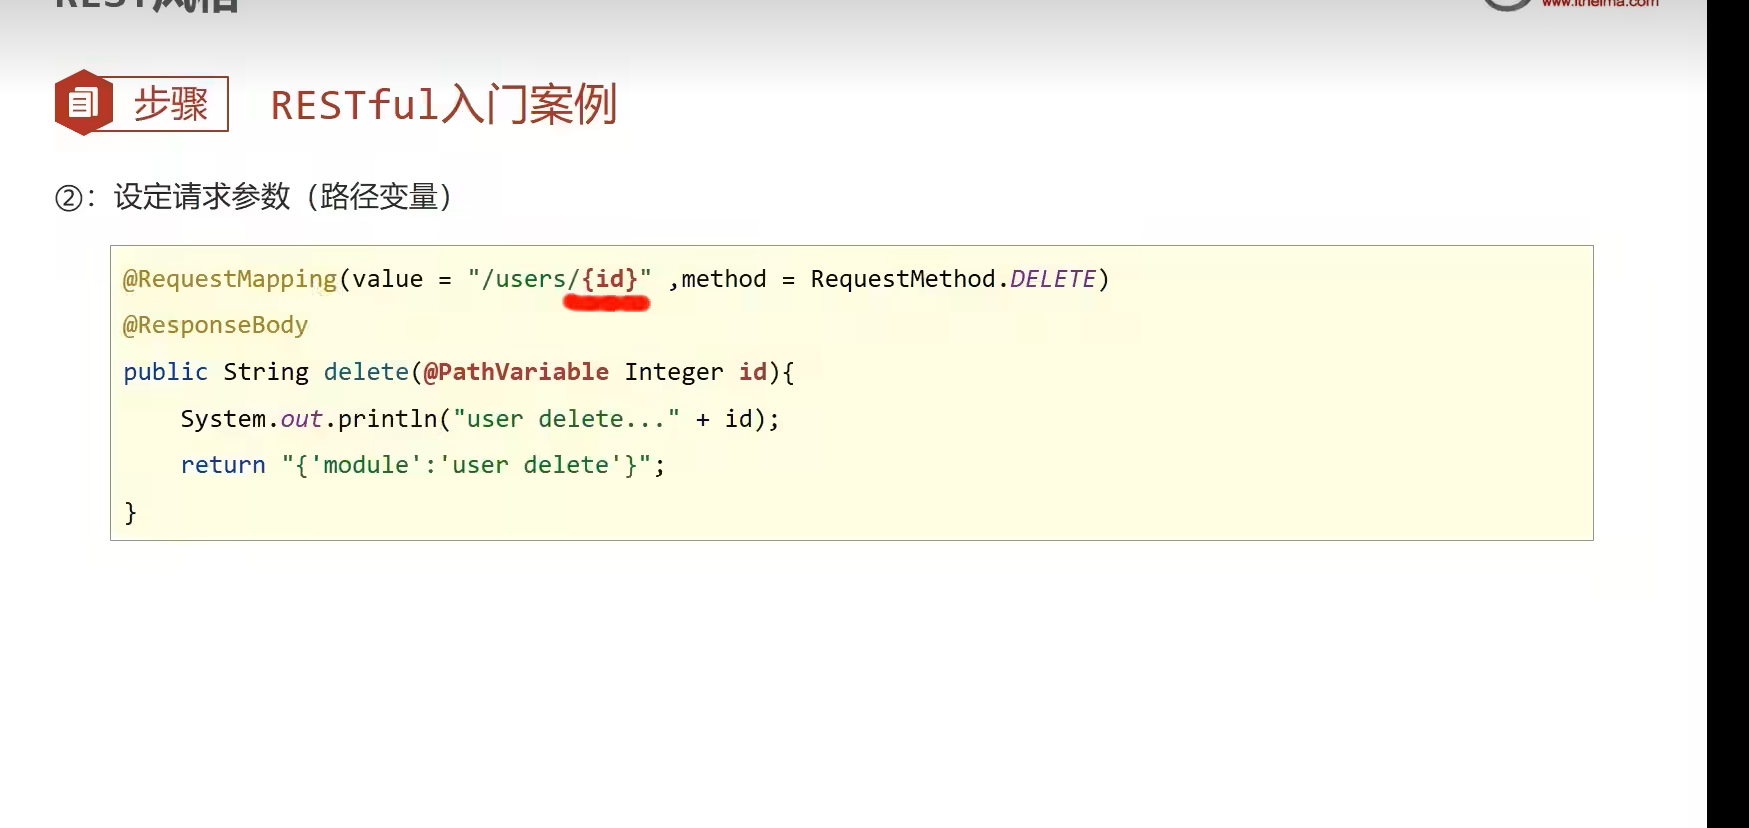 REST风格
www.itheima.com
步骤
RESTful入门案例
②：设定请求参数（路径变量）
@RequestMapping(value = "/users/{id}" ,method = RequestMethod.DELETE)
@ResponseBody
public String delete(@PathVariable Integer id){
    System.out.println("user delete..." + id);
    return "{'module':'user delete'}";
}